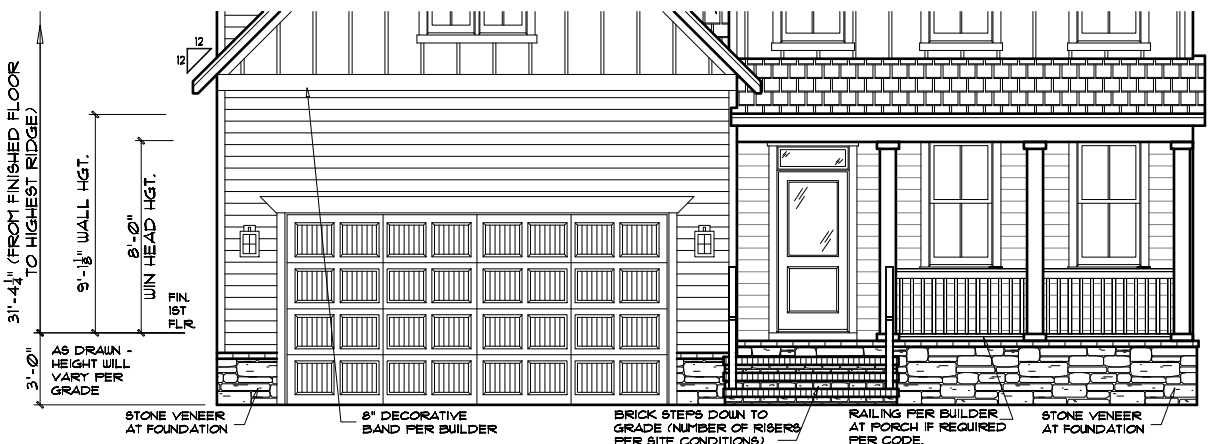 12
12
31'-4¼" (FROM FINISHED FLOOR
TO HIGHEST RIDGE)
9'-1⅛" WALL HGT.
8'-0"
WIN HEAD HGT.
FIN.
1ST
FLR
3'-0"
AS DRAWN -
HEIGHT WILL
VARY PER
GRADE
STONE VENEER
AT FOUNDATION
8" DECORATIVE
BAND PER BUILDER
BRICK STEPS DOWN TO
GRADE (NUMBER OF RISERS
PER SITE CONDITIONS)
RAILING PER BUILDER
AT PORCH IF REQUIRED
PER CODE.
STONE VENEER
AT FOUNDATION